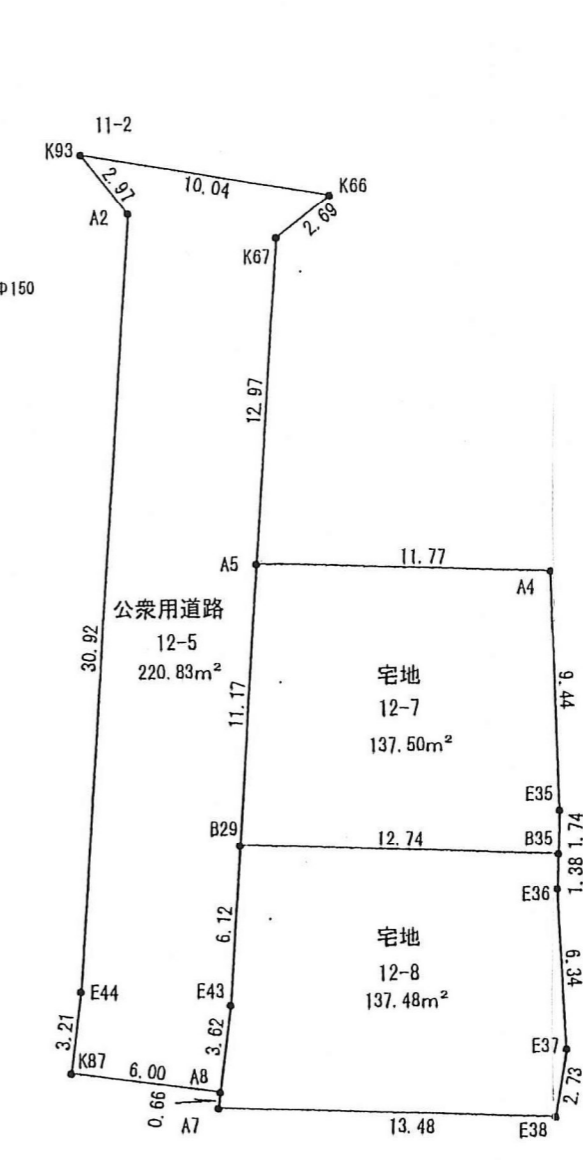 11-2
K93
2.97
10.04
K66
A2
2.69
K67
Φ150
12.97
A5
11.77
A4
公衆用道路
12-5
220.83m²
30.92
11.17
宅地
12-7
137.50m²
9.44
E35
1.74
B29
12.74
B35
1.38
E36
6.12
宅地
12-8
137.48m²
6.34
E44
E43
3.21
3.62
E37
K87
6.00
A8
2.73
0.66
A7
13.48
E38